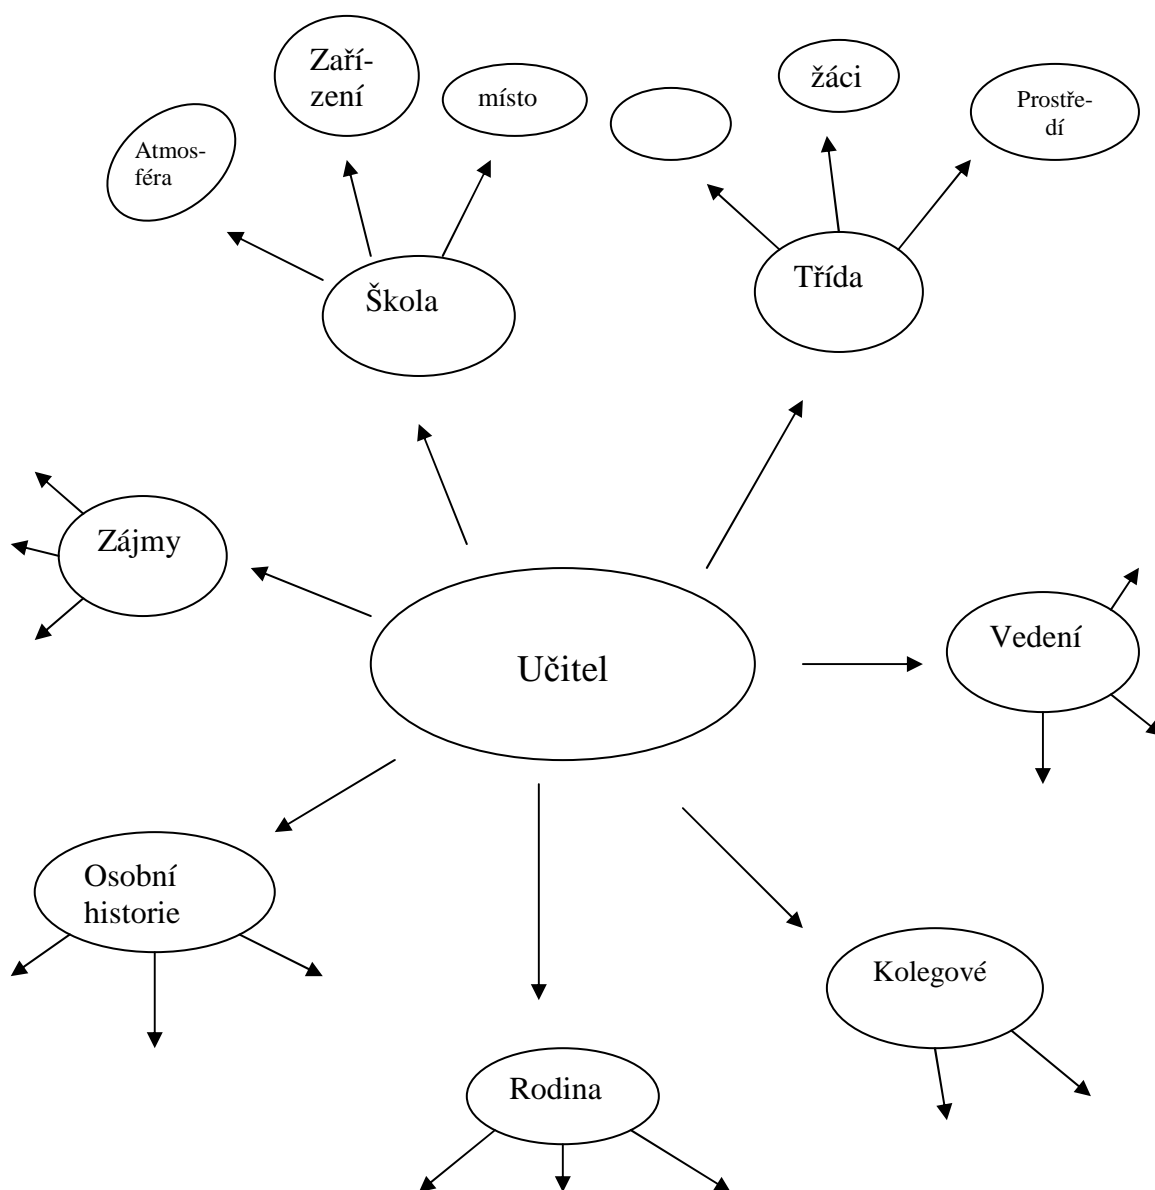 Zaří-
zení
místo
žáci
Prostře-
dí
Atmos-
féra
Škola
Třída
Zájmy
Učitel
Vedení
Osobní
historie
Kolegové
Rodina